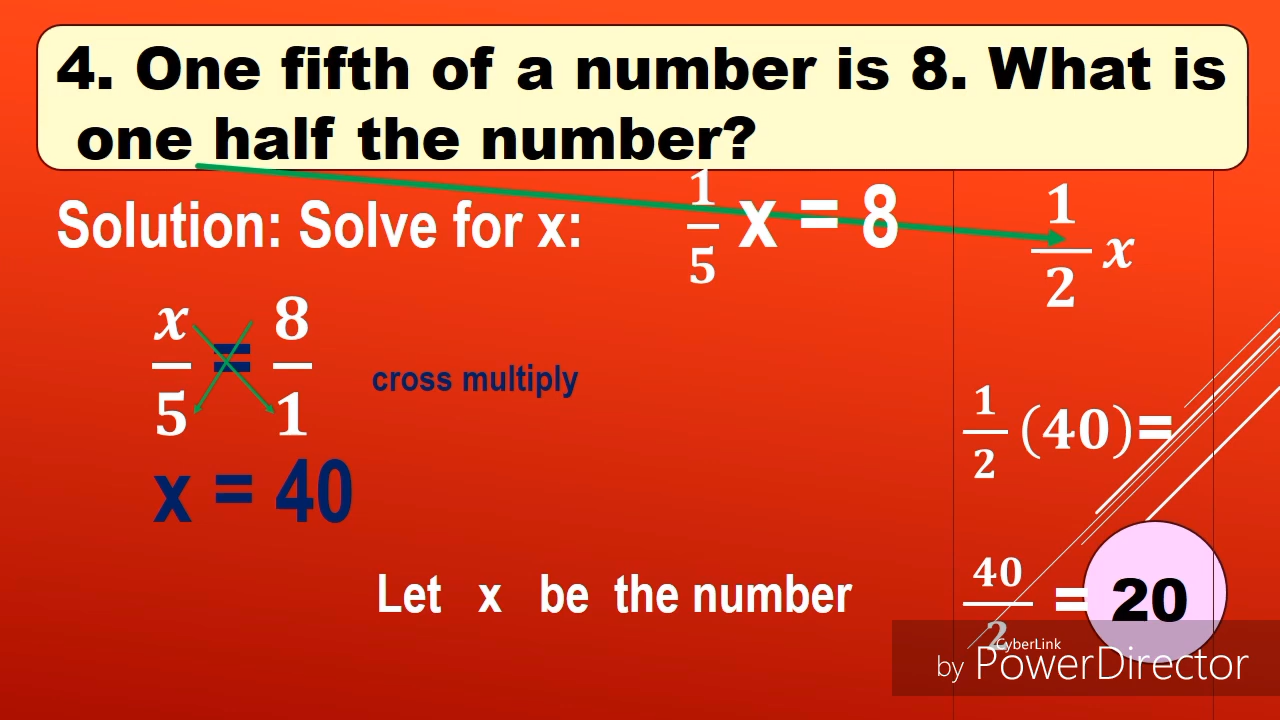 4. One fifth of a number is 8. What is
one half the number?
Solution: Solve for x:
1/5 x = 8
1/2 x
x/5 = 8/1
cross multiply
x = 40
1/2 (40)=
Let x be the number
40/2 = 20
CyberLink
by PowerDirector